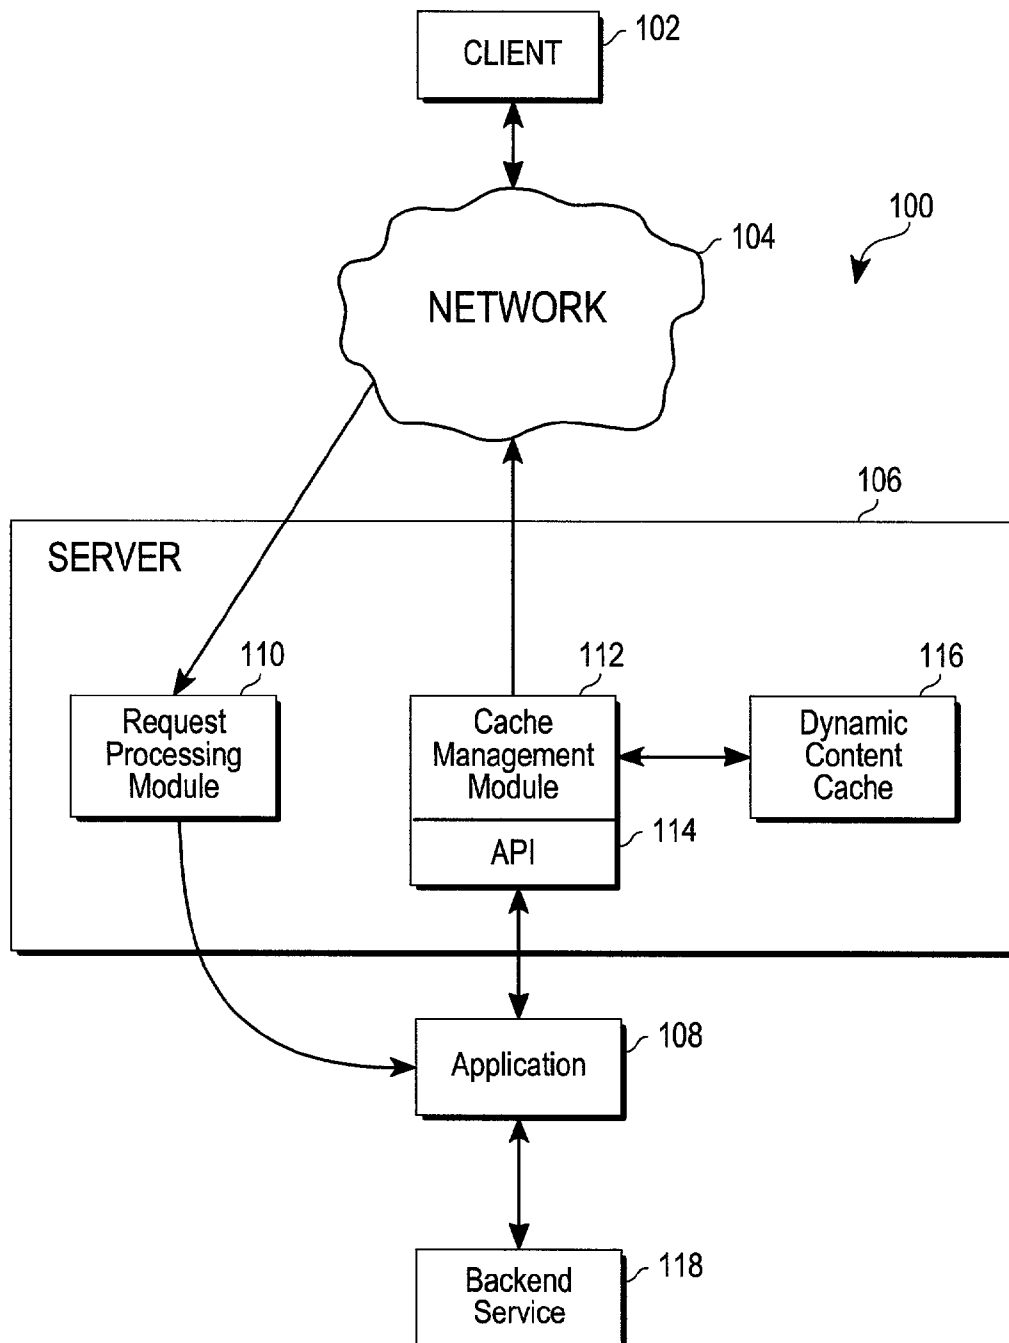 CLIENT
102
104
100
NETWORK
106
SERVER
110
112
116
Request
Processing
Module
Cache
Management
Module
Dynamic
Content
Cache
API
114
Application
108
Backend
Service
118